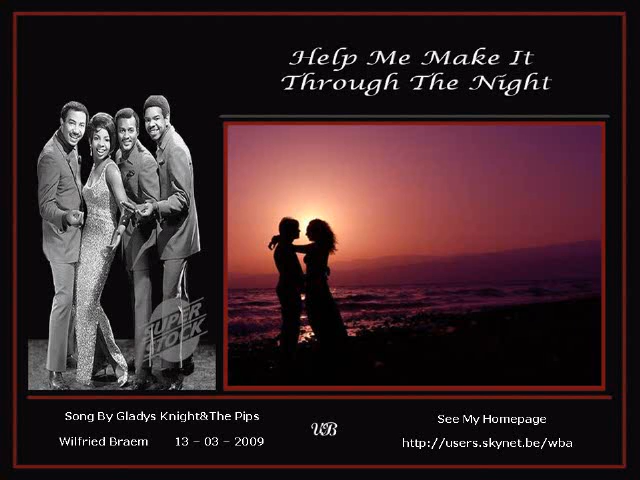 Help Me Make It
Through The Night
SUPER
STOCK
Song By Gladys Knight&The Pips
Wilfried Braem 13 - 03 - 2009
WB
See My Homepage
http://users.skynet.be/wba